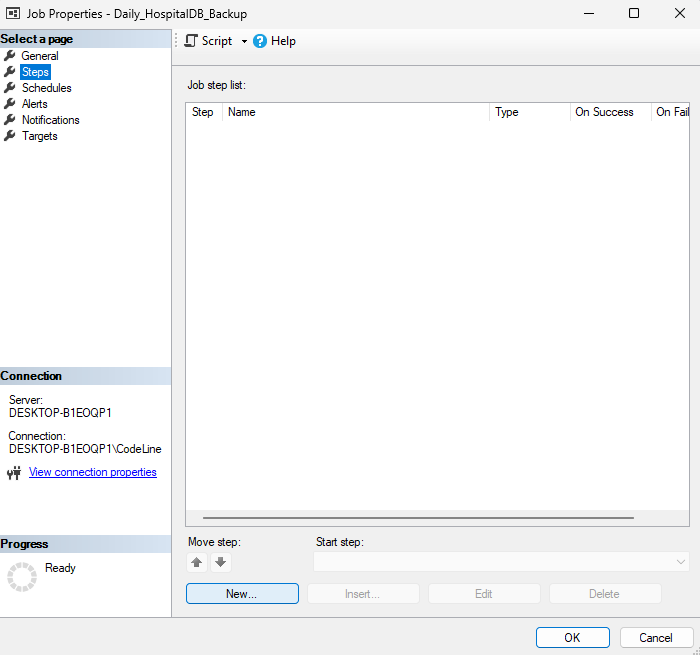 Job Properties - Daily_HospitalDB_Backup
Select a page
General
Steps
Schedules
Alerts
Notifications
Targets
Script
Help
Job step list:
Step Name Type On Success On Fail
Connection
Server:
DESKTOP-B1EOQP1
Connection:
DESKTOP-B1EOQP1\CodeLine
View connection properties
Progress
Ready
Move step:
Start step:
New...
Insert...
Edit
Delete
OK
Cancel